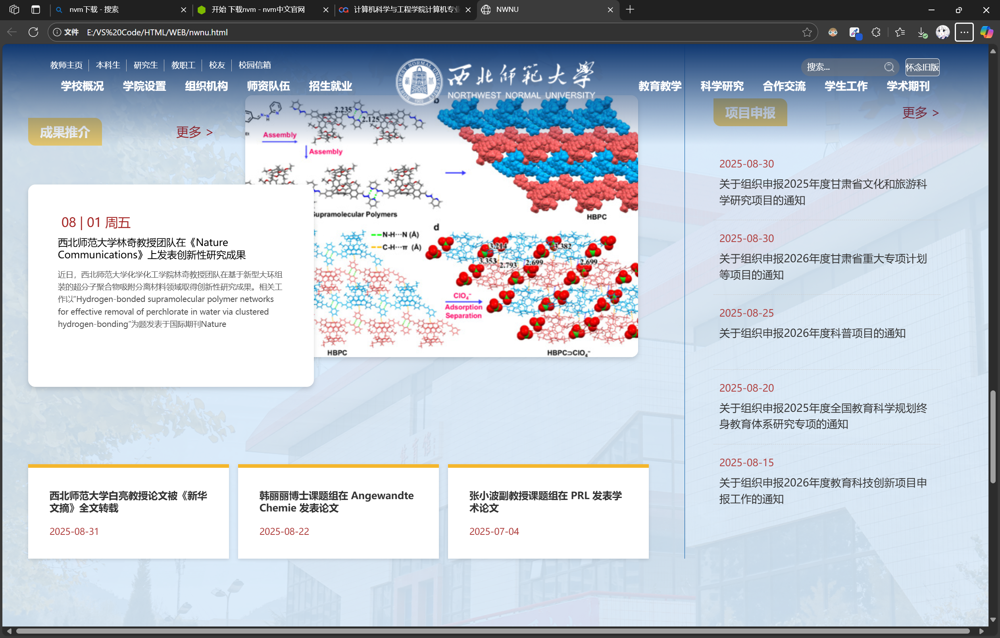 nvm下载 - 搜索
开始 下载nvm - nvm中文官网
计算机科学与工程学院计算机专业
NWNU
文件
E:/VS%20Code/HTML/WEB/nwnu.html
教师主页
本科生
研究生
教职工
校友
校园信箱
西北师范大学
NORTHWEST NORMAL UNIVERSITY
NORTHWEST NORMAL UNIVERSITY
1902
搜索...
怀念旧版
学校概况
学院设置
组织机构
师资队伍
招生就业
教育教学
科学研究
合作交流
学生工作
学术期刊
成果推介
更多 >
08 | 01 周五
西北师范大学林奇教授团队在《Nature
Communications》上发表创新性研究成果
近日，西北师范大学化学化工学院林奇教授团队在基于新型大环组
装的超分子聚合物吸附分离材料领域取得创新性研究成果。相关工
作以“Hydrogen-bonded supramolecular polymer networks
for effective removal of perchlorate in water via clustered
hydrogen-bonding”为题发表于国际期刊Nature
b
2.235
2.125
Et
Assembly
Assembly
Supramolecular Polymers
HBPC
d
N-H···N (Å)
C-H···π (Å)
3.214
3.382
3.353
2.793
2.699
2.699
ClO₄⁻
Adsorption
Separation
HBPC
HBPC⊃ClO₄⁻
西北师范大学白亮教授论文被《新华
文摘》全文转载
2025-08-31
韩丽丽博士课题组在 Angewandte
Chemie 发表论文
2025-08-22
张小波副教授课题组在 PRL 发表学
术论文
2025-07-04
项目申报
更多 >
2025-08-30
关于组织申报2025年度甘肃省文化和旅游科
学研究项目的通知
2025-08-30
关于组织申报2026年度甘肃省重大专项计划
等项目的通知
2025-08-25
关于组织申报2026年度科普项目的通知
2025-08-20
关于组织申报2025年度全国教育科学规划终
身教育体系研究专项的通知
2025-08-15
关于组织申报2026年度教育科技创新项目申
报工作的通知